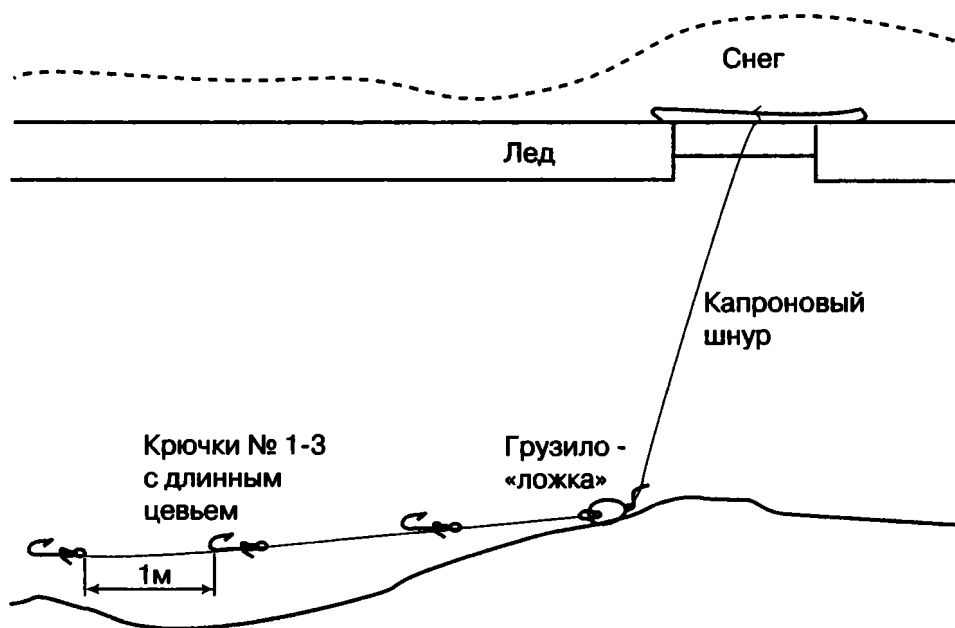 Снег
Лед
Капроновый
шнур
Крючки № 1-3
с длинным
цевьем
Грузило -
«ложка»
1м